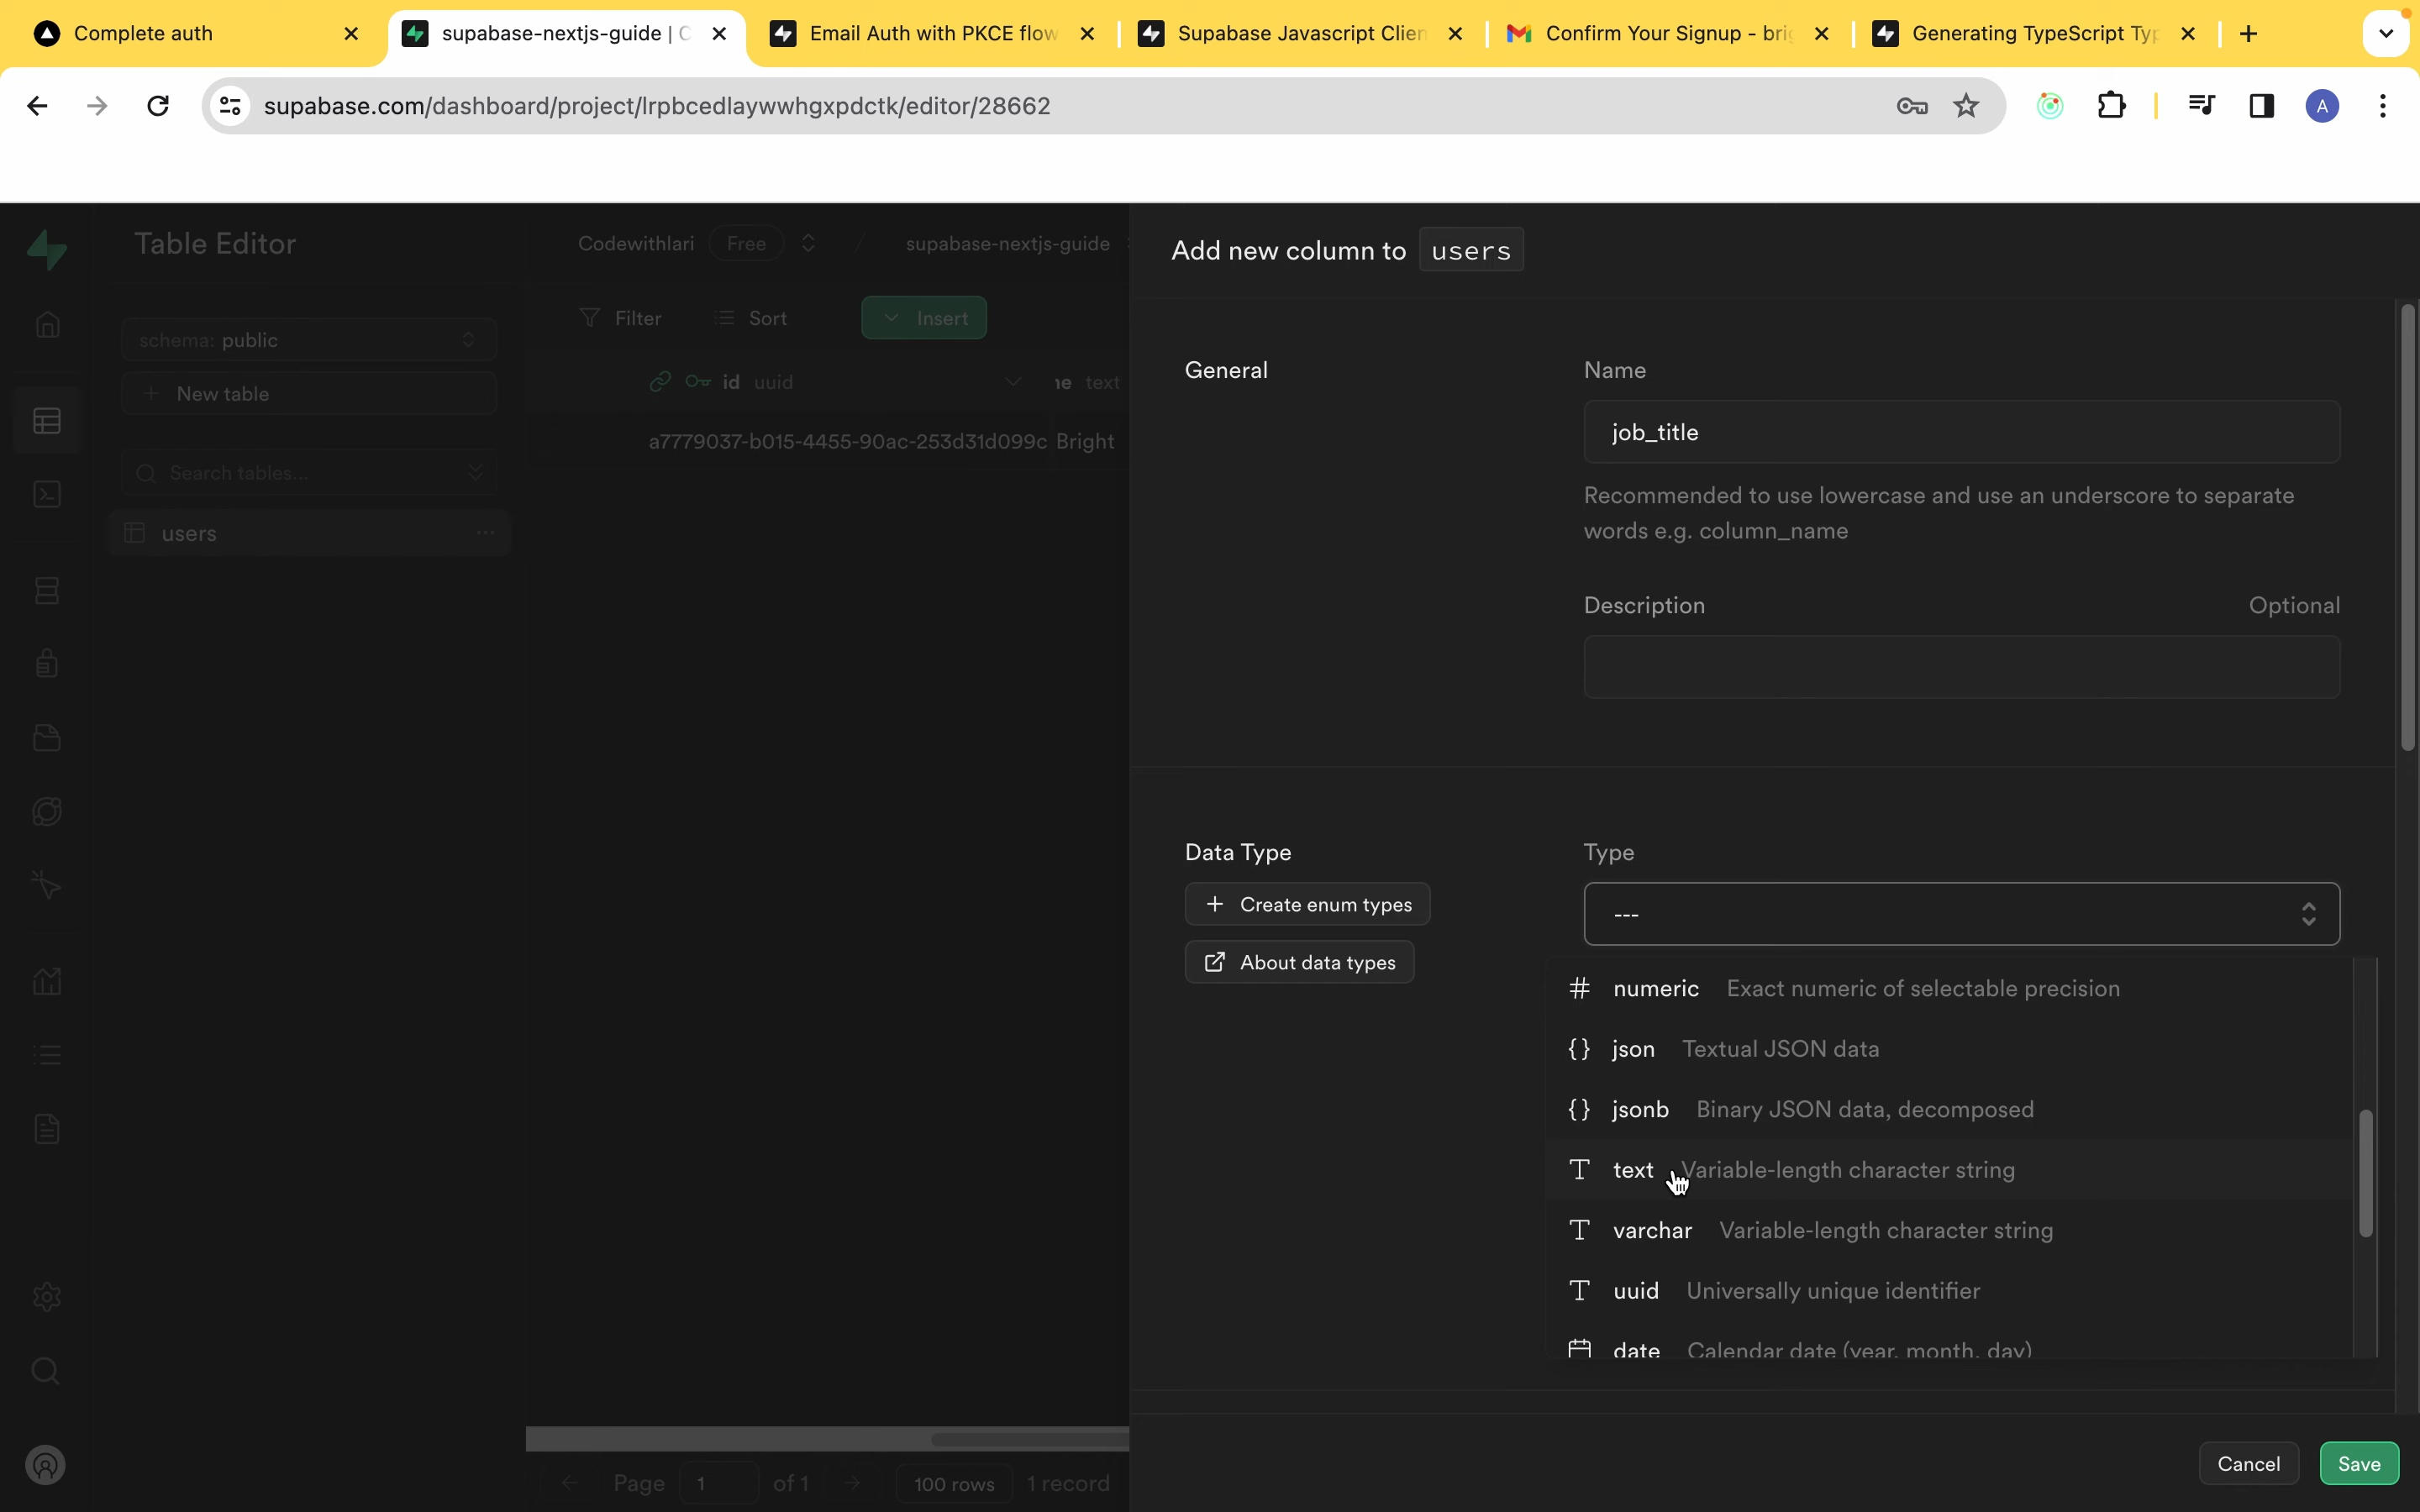 Complete auth
supabase-nextjs-guide | C
Email Auth with PKCE flow
Supabase Javascript Clien
Confirm Your Signup - bri
Generating TypeScript Typ
supabase.com/dashboard/project/lrpbcedlaywwhgxpdctk/editor/28662
A
Table Editor
Codewithlari Free / supabase-nextjs-guide
Add new column to users
schema: public
Filter Sort Insert
New table
id uuid
ne text
a7779037-b015-4455-90ac-253d31d099c Bright
Search tables...
users
General
Name
job_title
Recommended to use lowercase and use an underscore to separate
words e.g. column_name
Description Optional
Data Type
Type
Create enum types
---
About data types
numeric Exact numeric of selectable precision
{} json Textual JSON data
{} jsonb Binary JSON data, decomposed
T text Variable-length character string
T varchar Variable-length character string
T uuid Universally unique identifier
date Calendar date (year, month, day)
Page 1 of 1 100 rows 1 record
Cancel Save